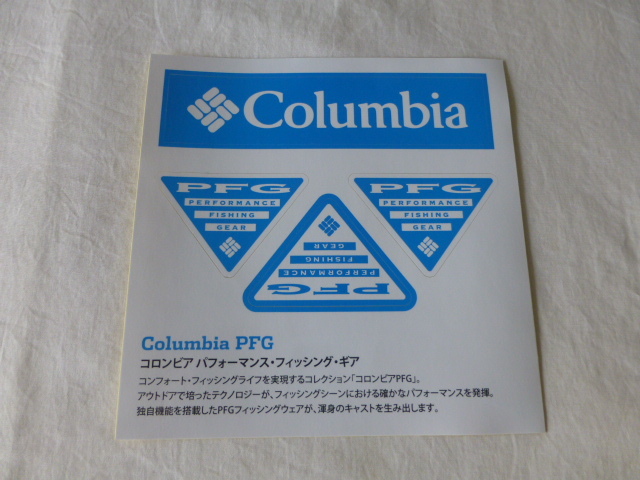 Columbia
PFG
PERFORMANCE
FISHING
GEAR
PFG
PERFORMANCE
FISHING
GEAR
PFG
PERFORMANCE
FISHING
GEAR
Columbia PFG
コロンビア パフォーマンス・フィッシング・ギア
コンフォート・フィッシングライフを実現するコレクション「コロンビアPFG」。
アウトドアで培ったテクノロジーが、フィッシングシーンにおける確かなパフォーマンスを発揮。
独自機能を搭載したPFGフィッシングウェアが、渾身のキャストを生み出します。